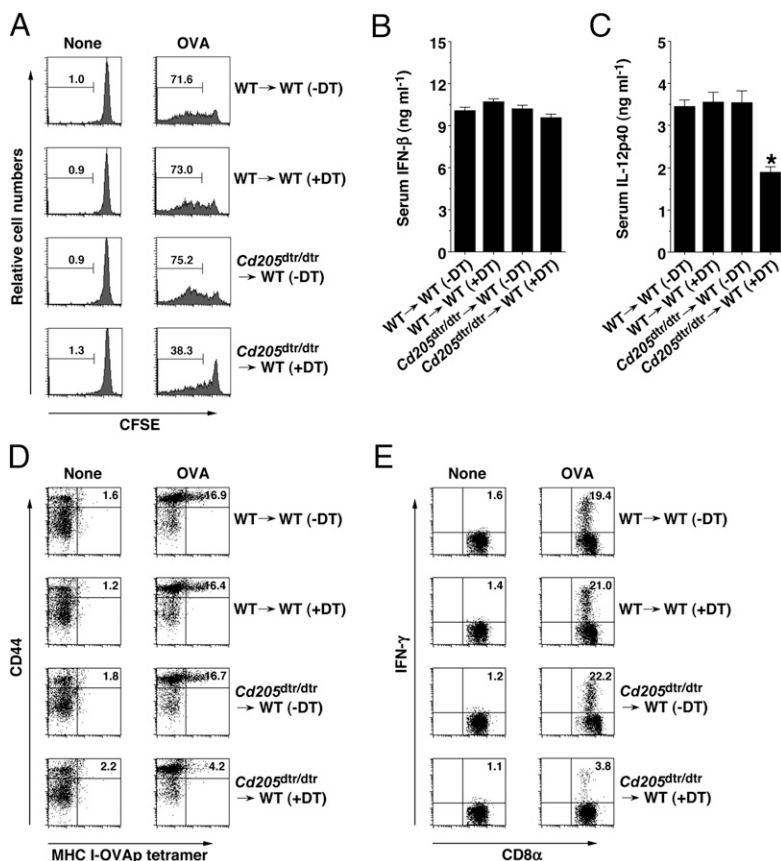 A
None
OVA
1.0
71.6
WT→WT (-DT)
0.9
73.0
WT→WT (+DT)
0.9
75.2
Cd205dtr/dtr
→ WT (-DT)
1.3
38.3
Cd205dtr/dtr
→ WT (+DT)
Relative cell numbers
CFSE
B
Serum IFN-β (ng ml-1)
15
12
9
6
3
0
WT→WT (-DT)
WT→WT (+DT)
Cd205dtr/dtr→WT (-DT)
Cd205dtr/dtr→WT (+DT)
C
Serum IL-12p40 (ng ml-1)
5
4
3
2
1
0
*
WT→WT (-DT)
WT→WT (+DT)
Cd205dtr/dtr→WT (-DT)
Cd205dtr/dtr→WT (+DT)
D
None
OVA
1.6
16.9
WT→WT (-DT)
1.2
16.4
WT→WT (+DT)
1.8
16.7
Cd205dtr/dtr
→ WT (-DT)
2.2
4.2
Cd205dtr/dtr
→ WT (+DT)
CD44
MHC I-OVAp tetramer
E
None
OVA
1.6
19.4
WT→WT (-DT)
1.4
21.0
WT→WT (+DT)
1.2
22.2
Cd205dtr/dtr
→ WT (-DT)
1.1
3.8
Cd205dtr/dtr
→ WT (+DT)
IFN-γ
CD8α